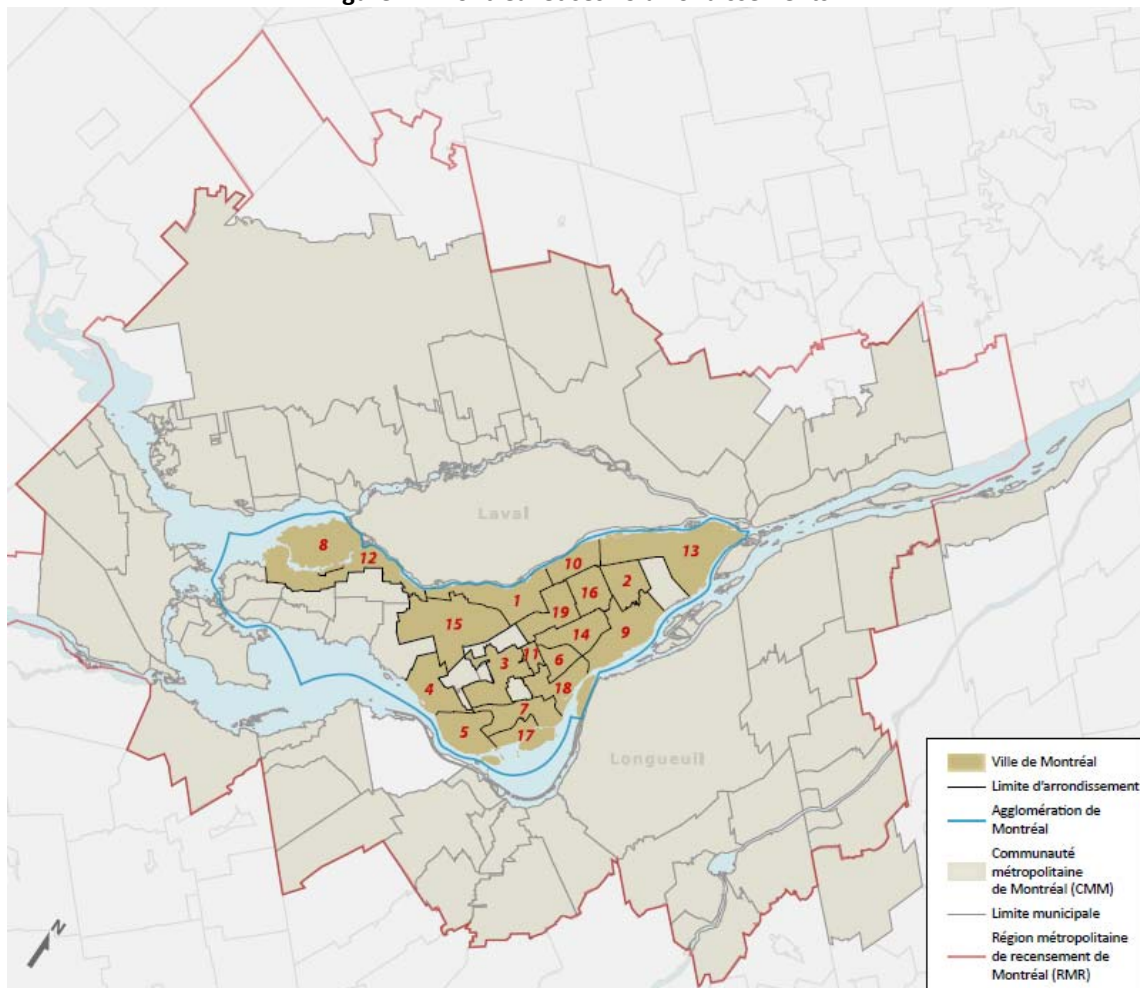 Laval
8
12
13
10
2
1
16
19
15
14
9
11
3
6
4
18
7
5
17
Longueuil
N
Ville de Montréal
Limite d'arrondissement
Agglomération de
Montréal
Communauté
métropolitaine
de Montréal (CMM)
Limite municipale
Région métropolitaine
de recensement de
Montréal (RMR)